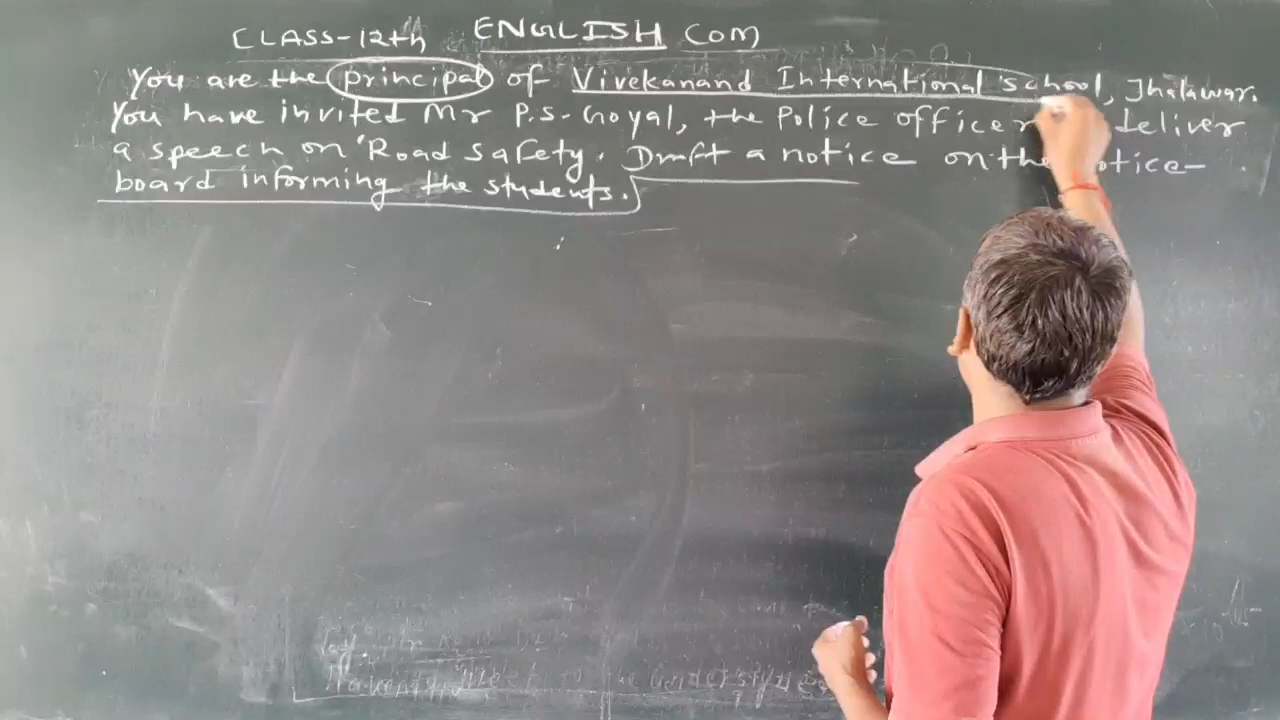 CLASS-12th ENGLISH COM
You are the principal of Vivekanand International School, Jhalawar.
You have invited Mr P.S. Goyal, the Police officer deliver
a speech on 'Road Safety. Draft a notice on the notice-
board informing the students.